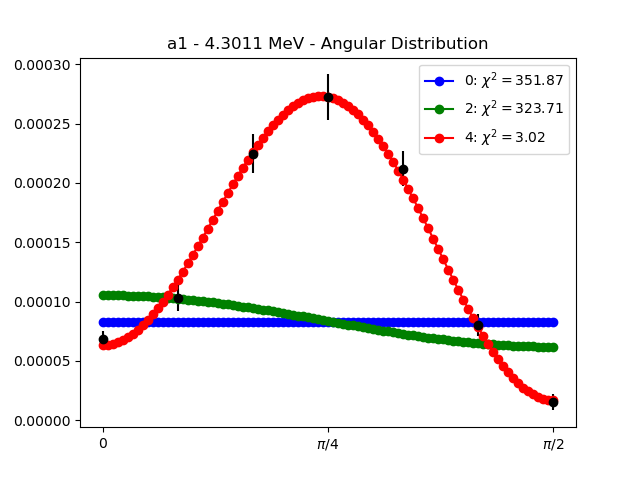 a1 - 4.3011 MeV - Angular Distribution
0.00030
0.00025
0.00020
0.00015
0.00010
0.00005
0.00000
0
π/4
π/2
0: χ² = 351.87
2: χ² = 323.71
4: χ² = 3.02